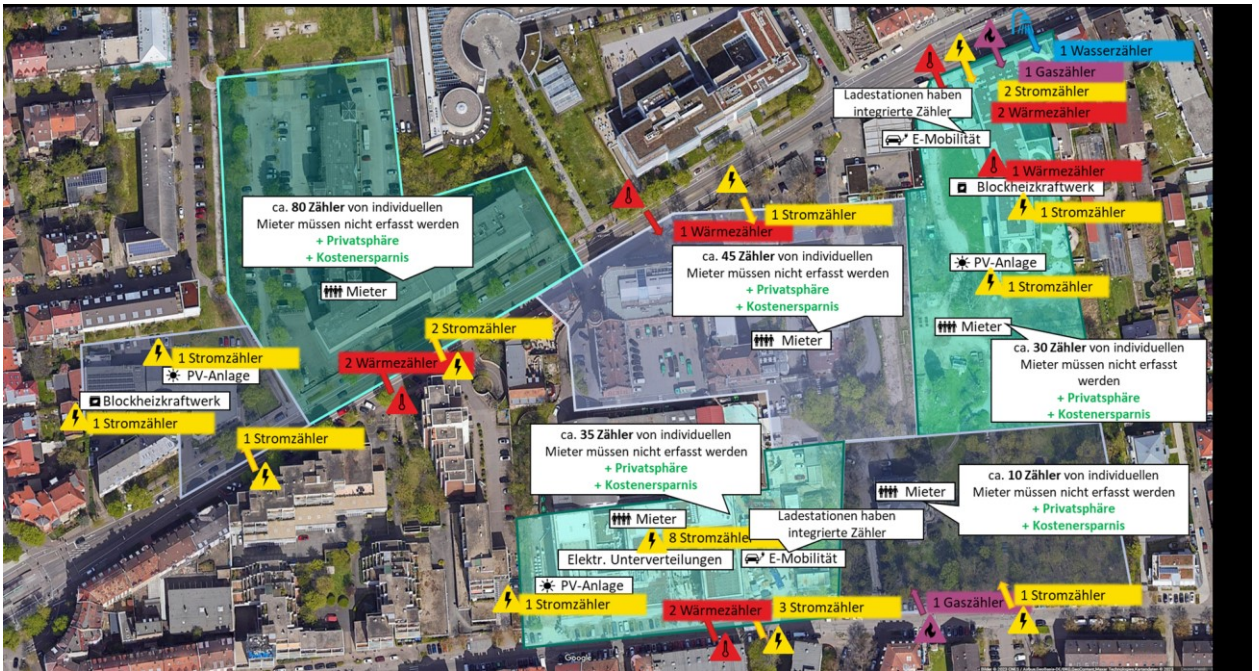 1 Wasserzähler
1 Gaszähler
2 Stromzähler
2 Wärmezähler
Ladestationen haben
integrierte Zähler
E-Mobilität
1 Wärmezähler
Blockheizkraftwerk
1 Stromzähler
PV-Anlage
1 Stromzähler
Mieter
ca. 30 Zähler von individuellen
Mieter müssen nicht erfasst
werden
+ Privatsphäre
+ Kostenersparnis
ca. 80 Zähler von individuellen
Mieter müssen nicht erfasst werden
+ Privatsphäre
+ Kostenersparnis
Mieter
1 Stromzähler
1 Wärmezähler
ca. 45 Zähler von individuellen
Mieter müssen nicht erfasst werden
+ Privatsphäre
+ Kostenersparnis
Mieter
2 Stromzähler
2 Wärmezähler
1 Stromzähler
PV-Anlage
Blockheizkraftwerk
1 Stromzähler
1 Stromzähler
ca. 35 Zähler von individuellen
Mieter müssen nicht erfasst werden
+ Privatsphäre
+ Kostenersparnis
Mieter
8 Stromzähler
Elektr. Unterverteilungen
Ladestationen haben
integrierte Zähler
E-Mobilität
PV-Anlage
1 Stromzähler
2 Wärmezähler
3 Stromzähler
Mieter
ca. 10 Zähler von individuellen
Mieter müssen nicht erfasst werden
+ Privatsphäre
+ Kostenersparnis
1 Gaszähler
1 Stromzähler
Google